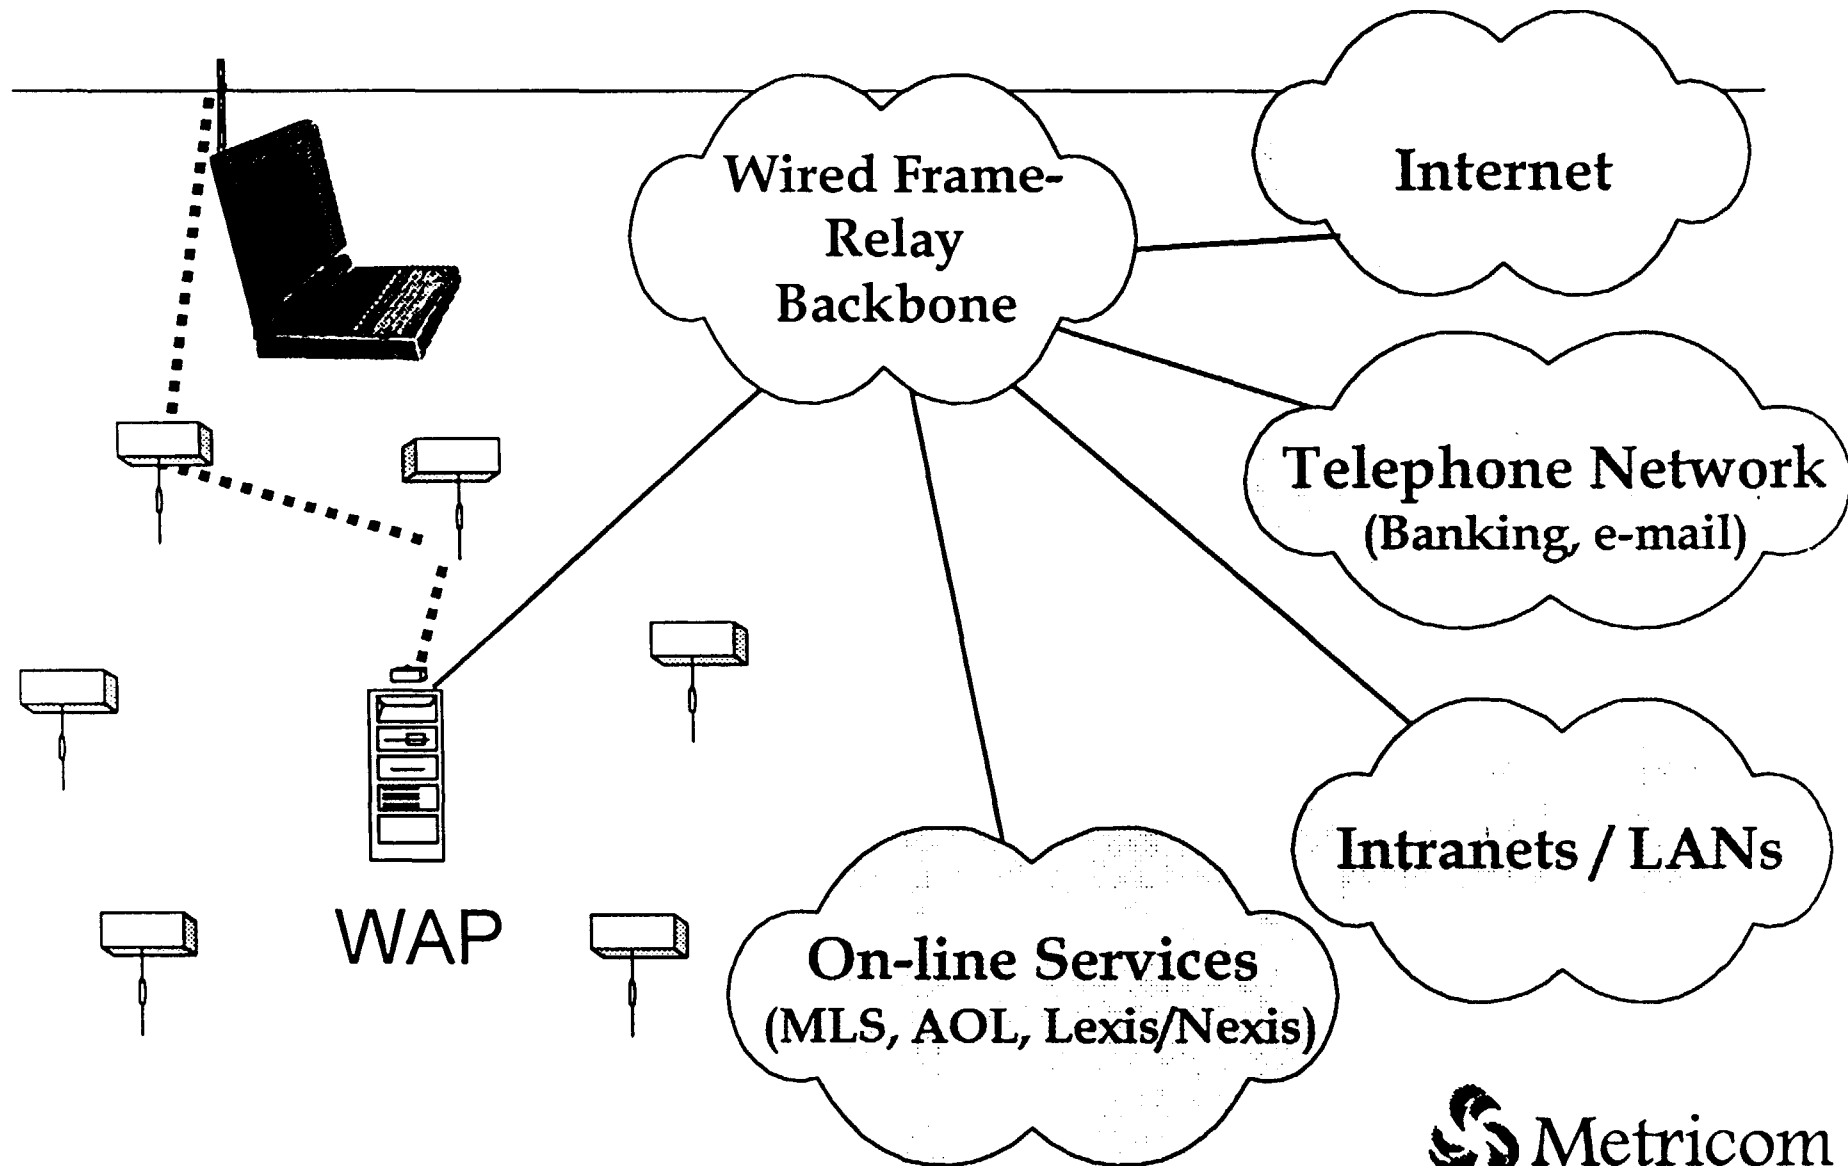 Wired Frame-
Relay
Backbone
Internet
Telephone Network
(Banking, e-mail)
Intranets / LANs
On-line Services
(MLS, AOL, Lexis/Nexis)
WAP
Metricom